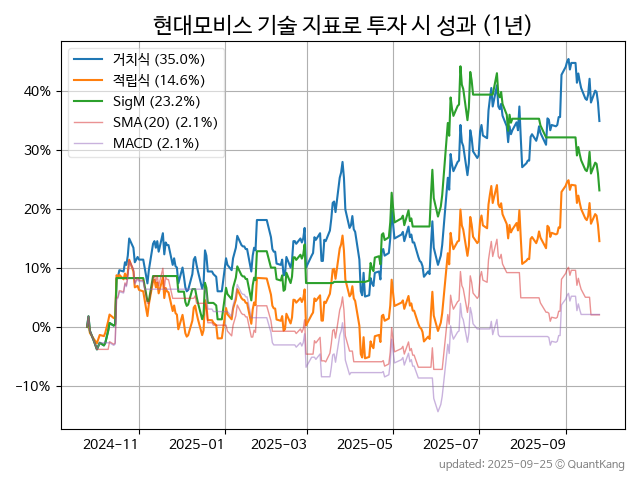 현대모비스 기술 지표로 투자 시 성과 (1년)
거치식 (35.0%)
적립식 (14.6%)
SigM (23.2%)
SMA(20) (2.1%)
MACD (2.1%)
40%
30%
20%
10%
0%
−10%
2024-11 2025-01 2025-03 2025-05 2025-07 2025-09
updated: 2025-09-25 © QuantKang